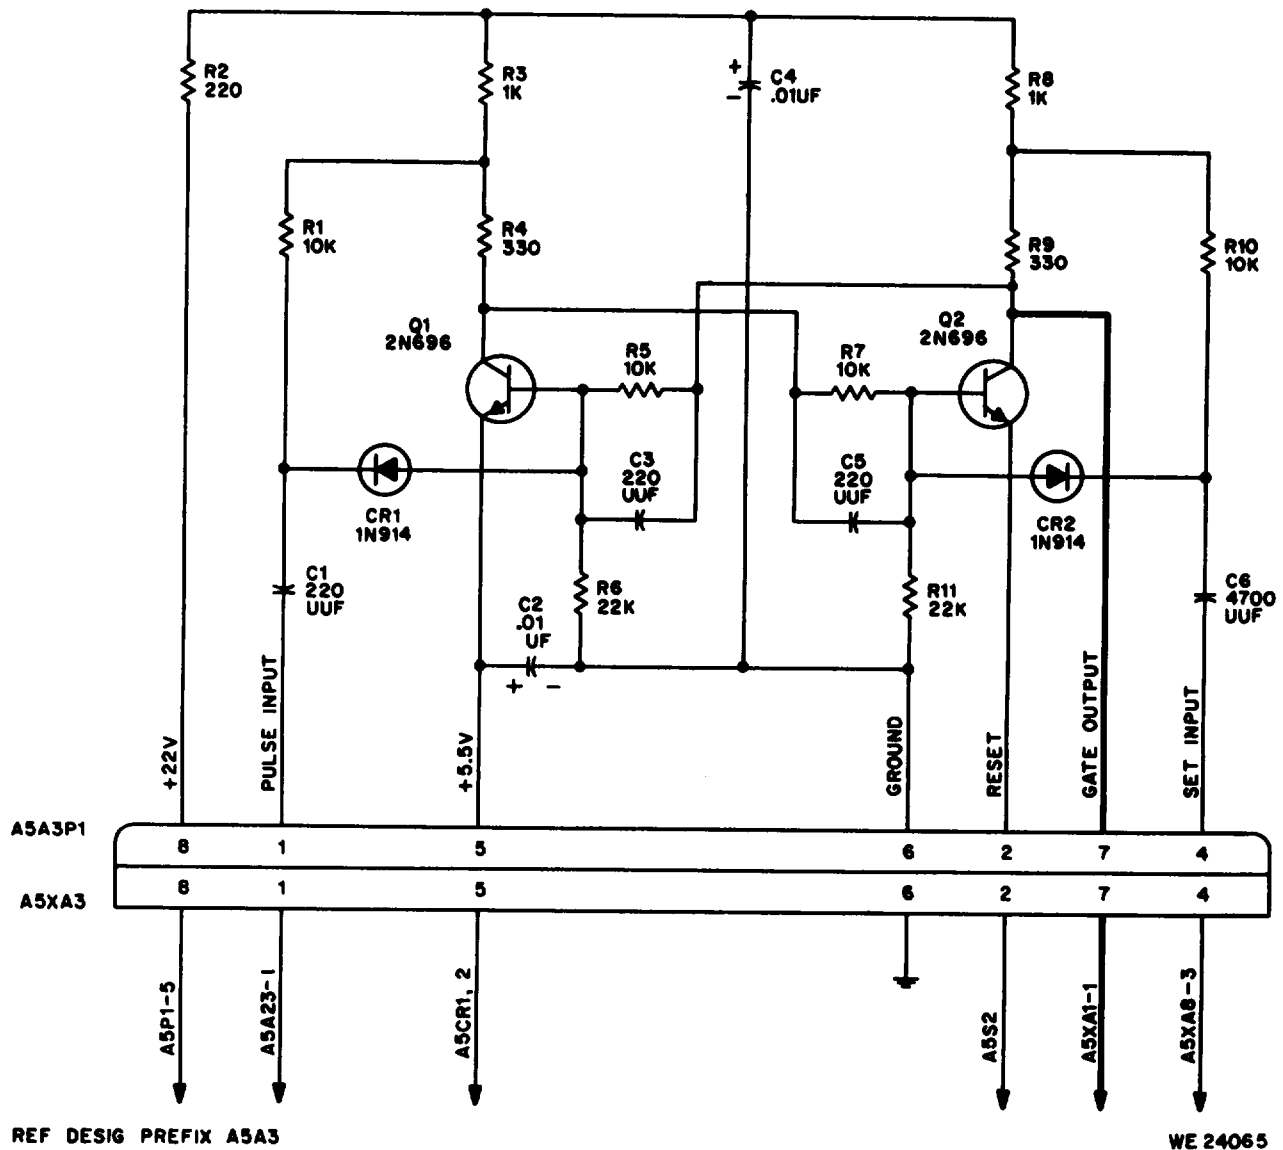 R2
220
R3
1K
+
-
C4
.01UF
R8
1K
R1
10K
R4
330
R9
330
R10
10K
Q1
2N696
R5
10K
R7
10K
Q2
2N696
CR1
1N914
C3
220
UUF
C5
220
UUF
CR2
1N914
C1
220
UUF
C2
.01
UF
+ -
R6
22K
R11
22K
C6
4700
UUF
+22V
PULSE INPUT
+5.5V
GROUND
RESET
GATE OUTPUT
SET INPUT
A5A3P1
8 1 5 6 2 7 4
A5XA3
8 1 5 6 2 7 4
A5P1-5
A5A23-1
A5CR1, 2
A5S2
A5XA1-1
A5XA8-3
REF DESIG PREFIX A5A3
WE 24065